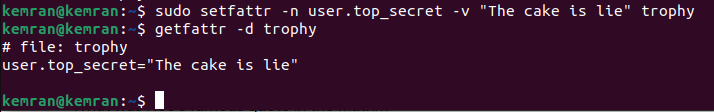 kemran@kemran:~$ sudo setfattr -n user.top_secret -v "The cake is lie" trophy
kemran@kemran:~$ getfattr -d trophy
# file: trophy
user.top_secret="The cake is lie"
kemran@kemran:~$